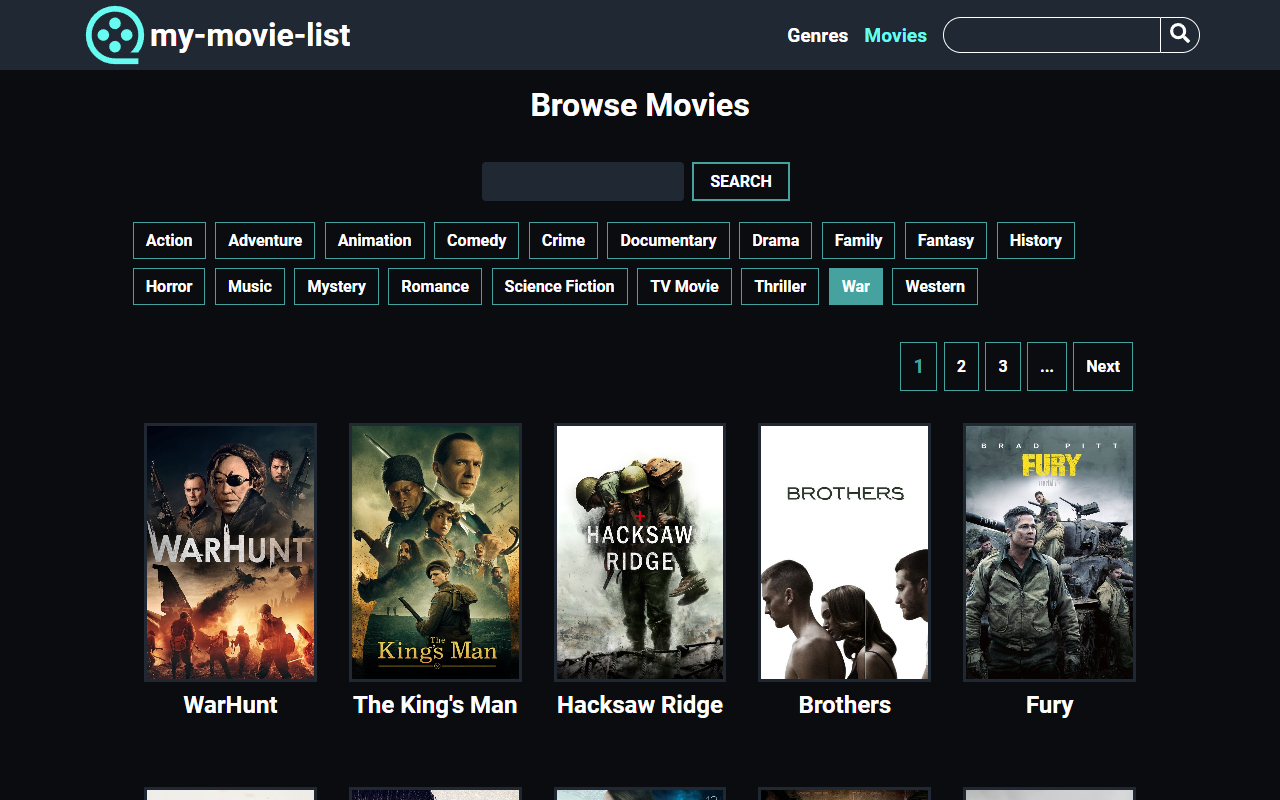 my-movie-list
Genres Movies
Browse Movies
SEARCH
Action Adventure Animation Comedy Crime Documentary Drama Family Fantasy History
Horror Music Mystery Romance Science Fiction TV Movie Thriller War Western
1 2 3 ... Next
WARHUNT
The
King's Man
HACKSAW
RIDGE
BROTHERS
BRAD PITT
FURY
WarHunt The King's Man Hacksaw Ridge Brothers Fury